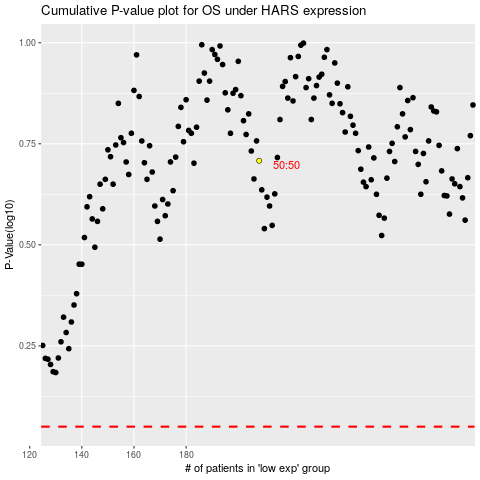 Cumulative P-value plot for OS under HARS expression
P-Value(log10)
1.00
0.75
0.50
0.25
50:50
120 140 160 180
# of patients in 'low exp' group